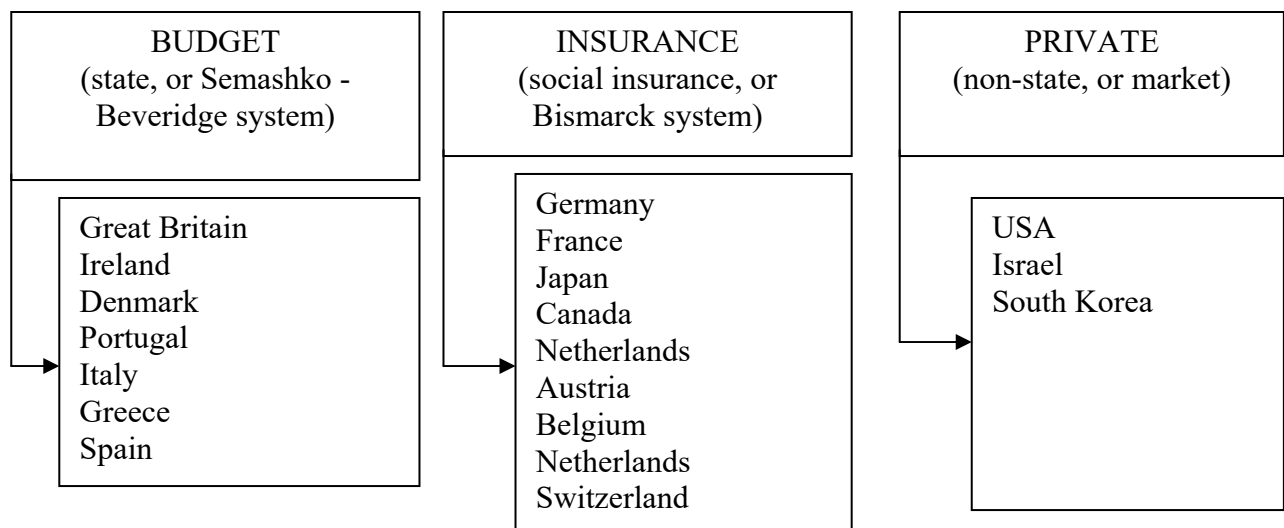 BUDGET
(state, or Semashko -
Beveridge system)
Great Britain
Ireland
Denmark
Portugal
Italy
Greece
Spain
INSURANCE
(social insurance, or
Bismarck system)
Germany
France
Japan
Canada
Netherlands
Austria
Belgium
Netherlands
Switzerland
PRIVATE
(non-state, or market)
USA
Israel
South Korea